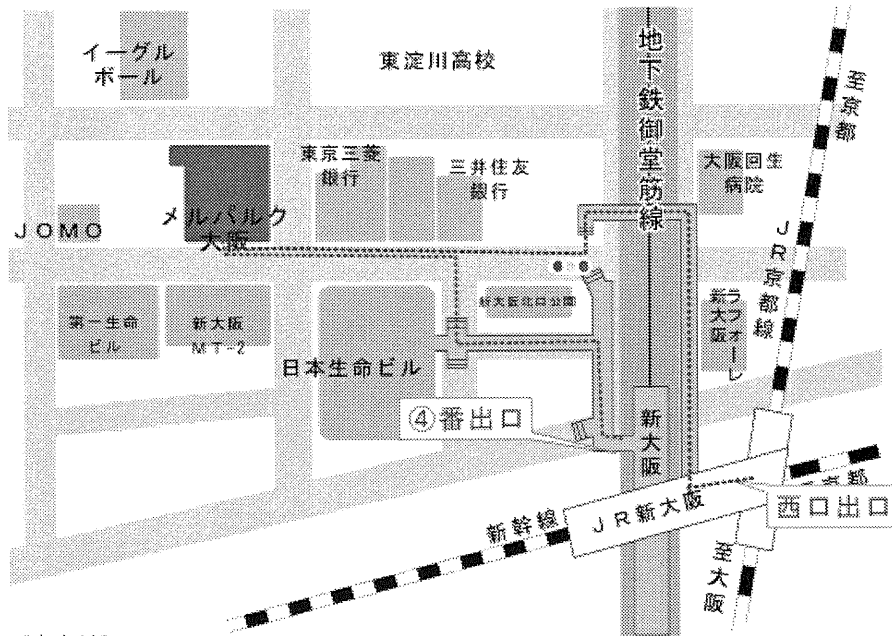 イーグル
ボール
東淀川高校
地下鉄御堂筋線
至京都
東京三菱
銀行
三井住友
銀行
大阪回生
病院
メルパルク
大阪
JOMO
JR京都線
第一生命
ビル
新大阪
MT-2
新大阪北口公園
ラフォーレ
新大阪
日本生命ビル
④番出口
新大阪
JR新大阪
新幹線
西口出口
至大阪